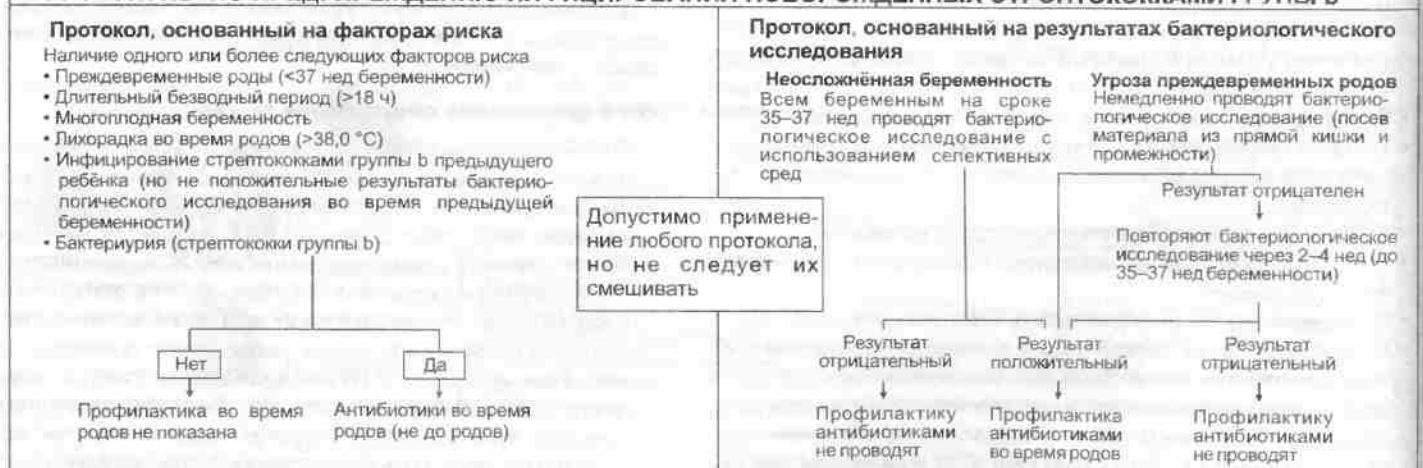 Протокол, основанный на факторах риска
Наличие одного или более следующих факторов риска
• Преждевременные роды (<37 нед беременности)
• Длительный безводный период (>18 ч)
• Многоплодная беременность
• Лихорадка во время родов (>38,0 °C)
• Инфицирование стрептококками группы b предыдущего
ребёнка (но не положительные результаты бактерио-
логического исследования во время предыдущей
беременности)
• Бактериурия (стрептококки группы b)
Нет
Да
Профилактика во время
родов не показана
Антибиотики во время
родов (не до родов)
Допустимо примене-
ние любого протокола,
но не следует их
смешивать
Протокол, основанный на результатах бактериологического
исследования
Неосложнённая беременность
Всем беременным на сроке
35–37 нед проводят бактерио-
логическое исследование с
использованием селективных
сред
Угроза преждевременных родов
Немедленно проводят бактерио-
логическое исследование (посев
материала из прямой кишки и
промежности)
Результат отрицателен
Повторяют бактериологическое
исследование через 2–4 нед (до
35–37 нед беременности)
Результат
отрицательный
Результат
положительный
Результат
отрицательный
Профилактику
антибиотиками
не проводят
Профилактика
антибиотиками
во время родов
Профилактику
антибиотиками
не проводят